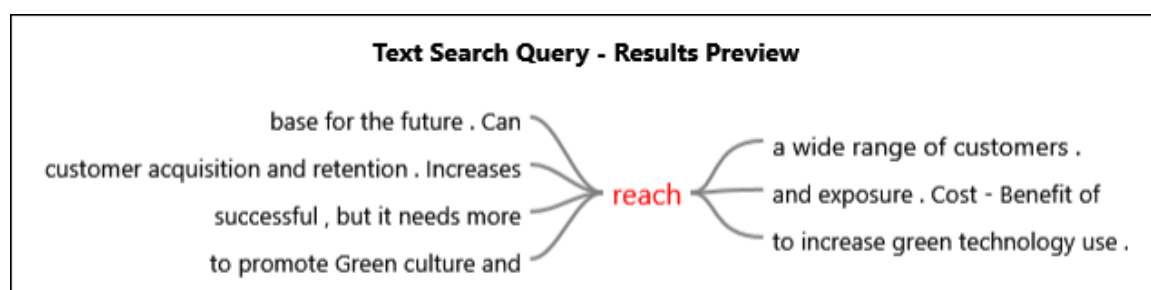 Text Search Query - Results Preview
base for the future . Can
customer acquisition and retention . Increases
successful , but it needs more
to promote Green culture and
reach
a wide range of customers .
and exposure . Cost - Benefit of
to increase green technology use .